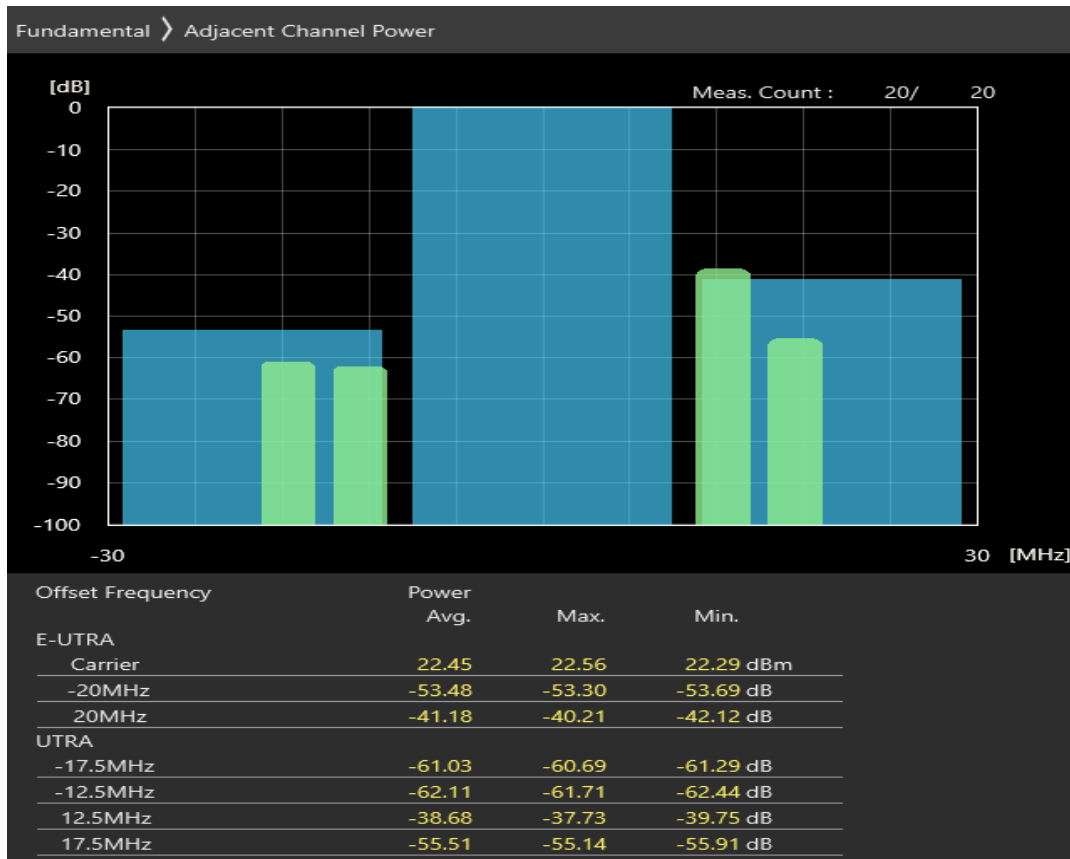 Fundamental 〉 Adjacent Channel Power
[dB]
Meas. Count : 20/ 20
0
-10
-20
-30
-40
-50
-60
-70
-80
-90
-100
-30 30 [MHz]
Offset Frequency Power
Avg. Max. Min.
E-UTRA
Carrier 22.45 22.56 22.29 dBm
-20MHz -53.48 -53.30 -53.69 dB
20MHz -41.18 -40.21 -42.12 dB
UTRA
-17.5MHz -61.03 -60.69 -61.29 dB
-12.5MHz -62.11 -61.71 -62.44 dB
12.5MHz -38.68 -37.73 -39.75 dB
17.5MHz -55.51 -55.14 -55.91 dB